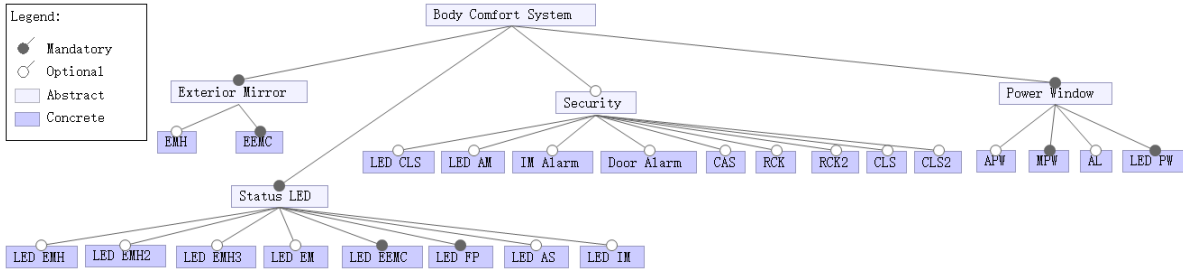 Legend:
Mandatory
Optional
Abstract
Concrete
Body Comfort System
Exterior Mirror
Security
Power Window
EMH
EEMC
LED CLS
LED AM
IM Alarm
Door Alarm
CAS
RCK
RCK2
CLS
CLS2
APW
MPW
AL
LED PW
Status LED
LED EMH
LED EMH2
LED EMH3
LED EM
LED EEMC
LED FP
LED AS
LED IM